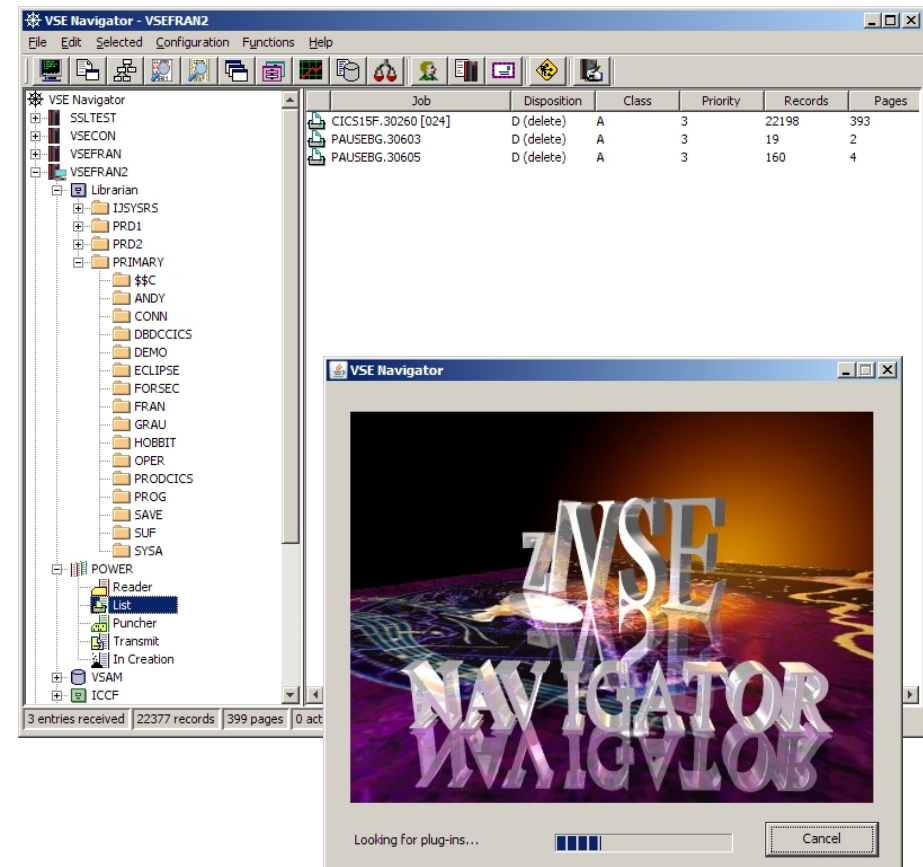 VSE Navigator - VSEFRAN2
File Edit Selected Configuration Functions Help
VSE Navigator
SSLTEST
VSECON
VSEFRAN
VSEFRAN2
Librarian
IJSYSRS
PRD1
PRD2
PRIMARY
$$C
ANDY
CONN
DBDCCICS
DEMO
ECLIPSE
FORSEC
FRAN
GRAU
HOBBIT
OPER
PRODCICS
PROG
SAVE
SUF
SYSA
POWER
Reader
List
Puncher
Transmit
In Creation
VSAM
ICCF
Job Disposition Class Priority Records Pages
CICS15F.30260 [024] D (delete) A 3 22198 393
PAUSEBG.30603 D (delete) A 3 19 2
PAUSEBG.30605 D (delete) A 3 160 4
3 entries received 22377 records 399 pages 0 act
VSE Navigator
z/VSE
NAVIGATOR
Looking for plug-ins...
Cancel